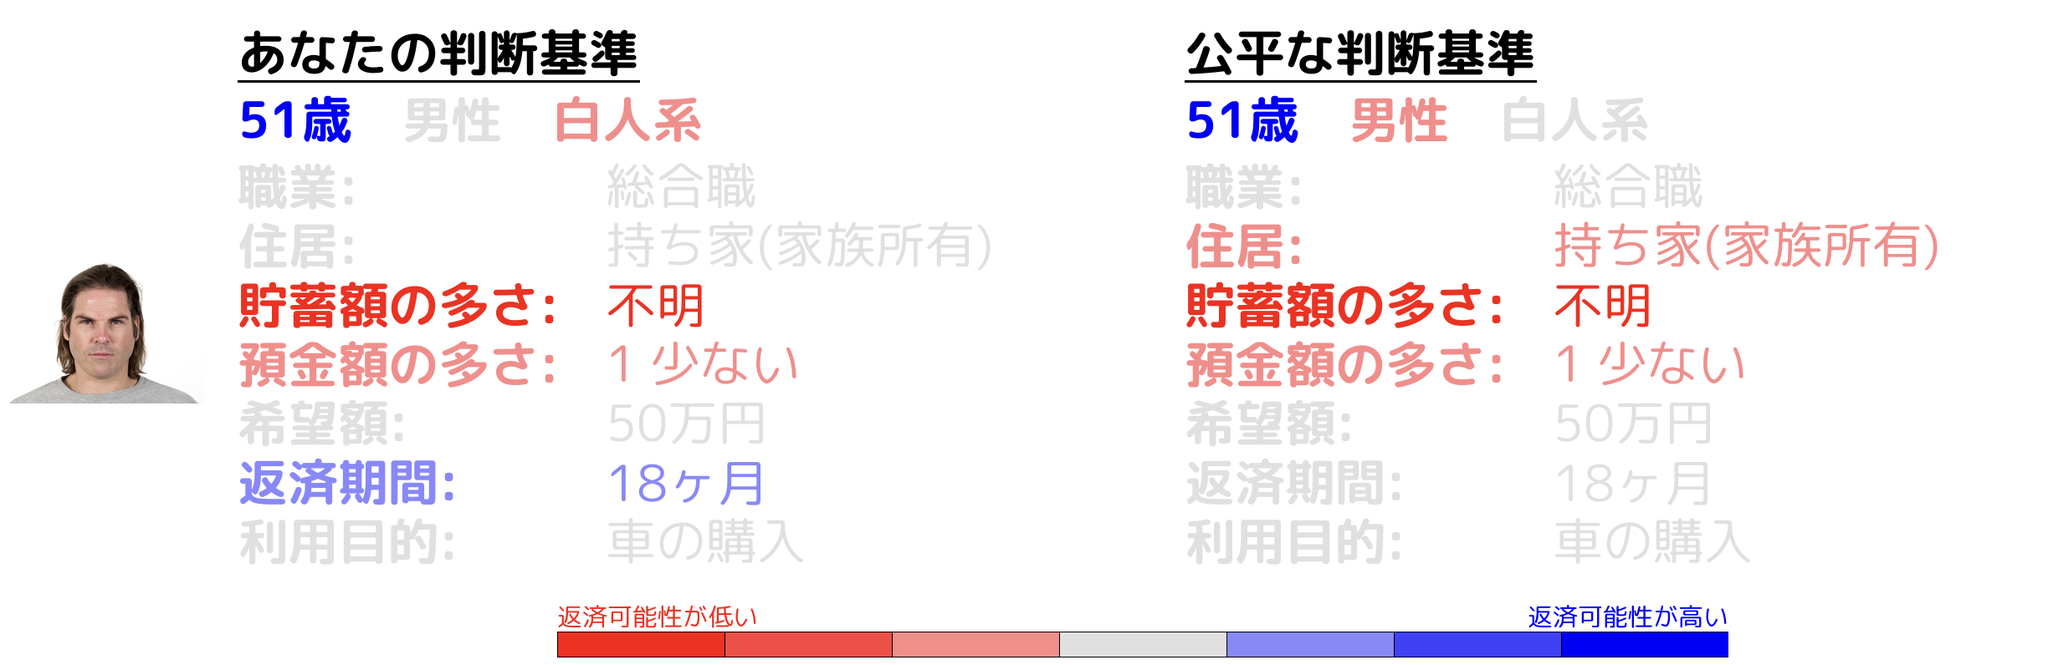 あなたの判断基準
51歳 男性 白人系
職業: 総合職
住居: 持ち家(家族所有)
貯蓄額の多さ: 不明
預金額の多さ: 1 少ない
希望額: 50万円
返済期間: 18ヶ月
利用目的: 車の購入
公平な判断基準
51歳 男性 白人系
職業: 総合職
住居: 持ち家(家族所有)
貯蓄額の多さ: 不明
預金額の多さ: 1 少ない
希望額: 50万円
返済期間: 18ヶ月
利用目的: 車の購入
返済可能性が低い
返済可能性が高い